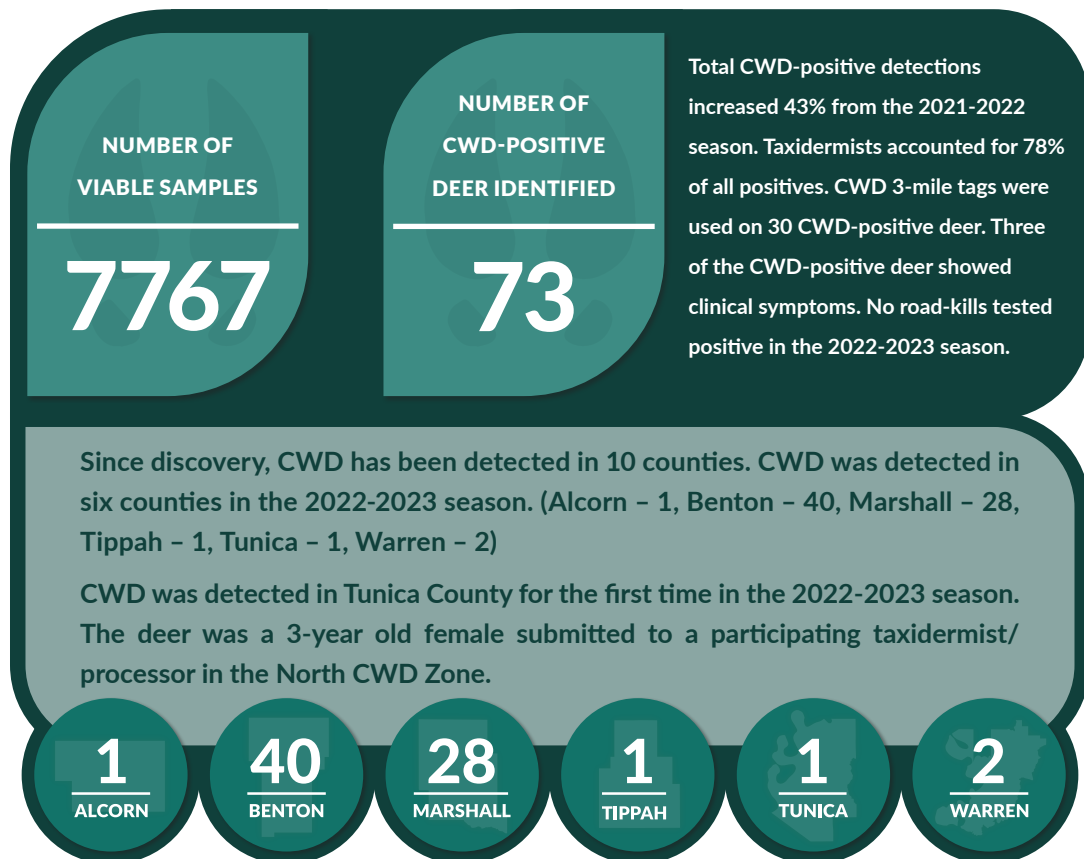 NUMBER OF
VIABLE SAMPLES
7767
NUMBER OF
CWD-POSITIVE
DEER IDENTIFIED
73
Total CWD-positive detections
increased 43% from the 2021-2022
season. Taxidermists accounted for 78%
of all positives. CWD 3-mile tags were
used on 30 CWD-positive deer. Three
of the CWD-positive deer showed
clinical symptoms. No road-kills tested
positive in the 2022-2023 season.
Since discovery, CWD has been detected in 10 counties. CWD was detected in
six counties in the 2022-2023 season. (Alcorn – 1, Benton – 40, Marshall – 28,
Tippah – 1, Tunica – 1, Warren – 2)
CWD was detected in Tunica County for the first time in the 2022-2023 season.
The deer was a 3-year old female submitted to a participating taxidermist/
processor in the North CWD Zone.
1
ALCORN
40
BENTON
28
MARSHALL
1
TIPPAH
1
TUNICA
2
WARREN